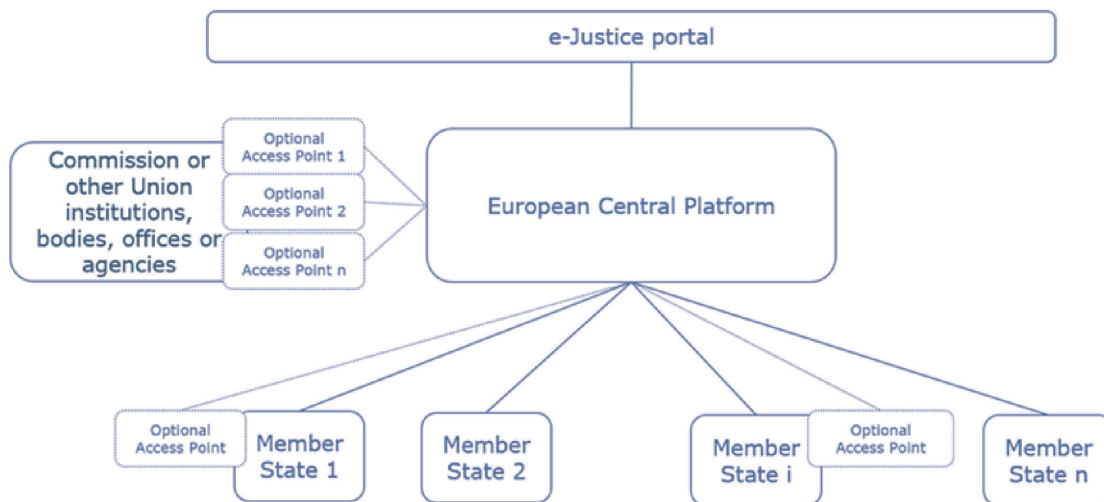 e-Justice portal
Commission or
other Union
institutions,
bodies, offices or
agencies
Optional
Access Point 1
Optional
Access Point 2
Optional
Access Point n
European Central Platform
Optional
Access Point
Member
State 1
Member
State 2
Member
State i
Optional
Access Point
Member
State n